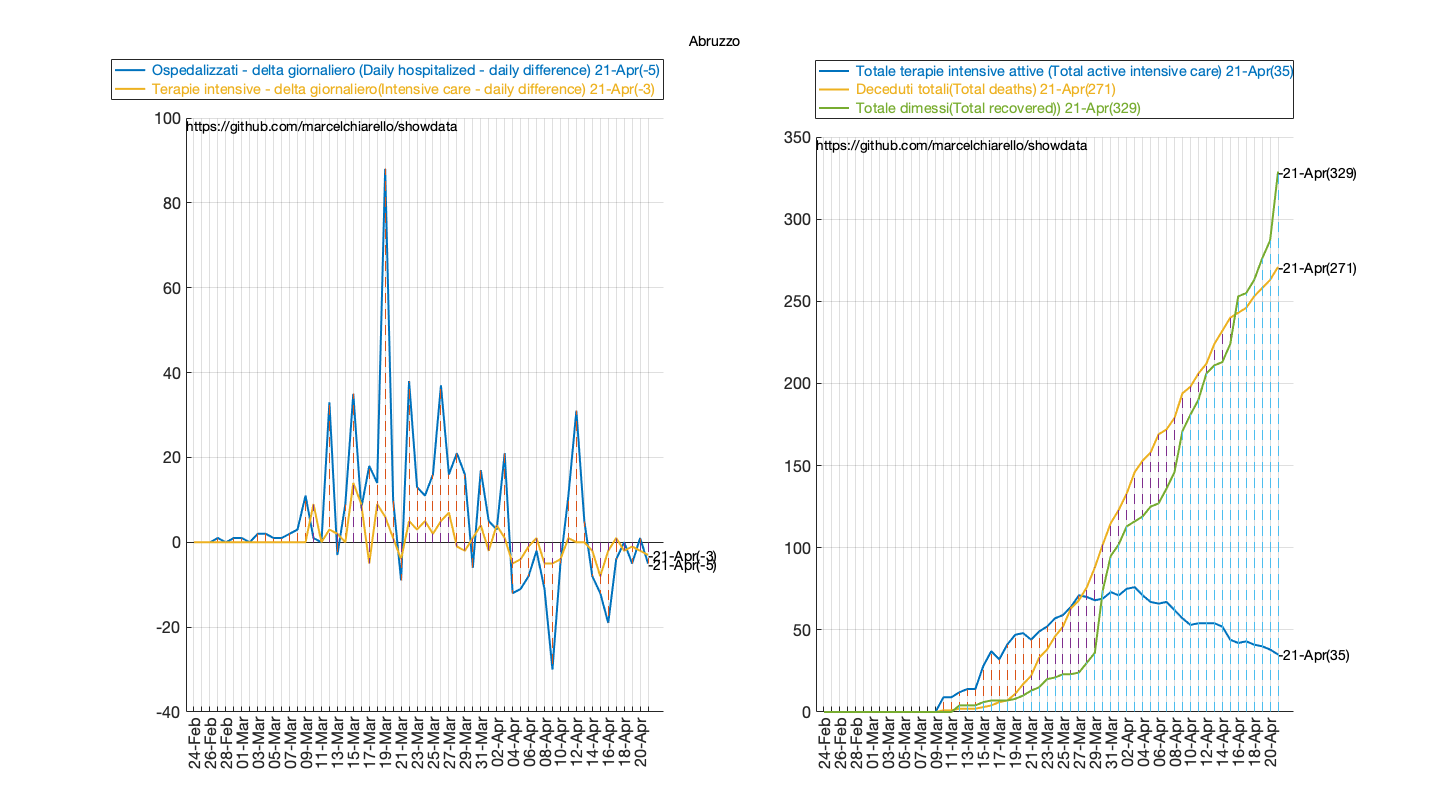 Abruzzo
Ospedalizzati - delta giornaliero (Daily hospitalized - daily difference) 21-Apr(-5)
Terapie intensive - delta giornaliero(Intensive care - daily difference) 21-Apr(-3)
https://github.com/marcelchiarello/showdata
100
80
60
40
20
0
-20
-40
-21-Apr(-3)
-21-Apr(-5)
24-Feb
26-Feb
28-Feb
01-Mar
03-Mar
05-Mar
07-Mar
09-Mar
11-Mar
13-Mar
15-Mar
17-Mar
19-Mar
21-Mar
23-Mar
25-Mar
27-Mar
29-Mar
31-Mar
02-Apr
04-Apr
06-Apr
08-Apr
10-Apr
12-Apr
14-Apr
16-Apr
18-Apr
20-Apr
Totale terapie intensive attive (Total active intensive care) 21-Apr(35)
Deceduti totali(Total deaths) 21-Apr(271)
Totale dimessi(Total recovered)) 21-Apr(329)
https://github.com/marcelchiarello/showdata
350
300
250
200
150
100
50
0
-21-Apr(329)
-21-Apr(271)
-21-Apr(35)
24-Feb
26-Feb
28-Feb
01-Mar
03-Mar
05-Mar
07-Mar
09-Mar
11-Mar
13-Mar
15-Mar
17-Mar
19-Mar
21-Mar
23-Mar
25-Mar
27-Mar
29-Mar
31-Mar
02-Apr
04-Apr
06-Apr
08-Apr
10-Apr
12-Apr
14-Apr
16-Apr
18-Apr
20-Apr